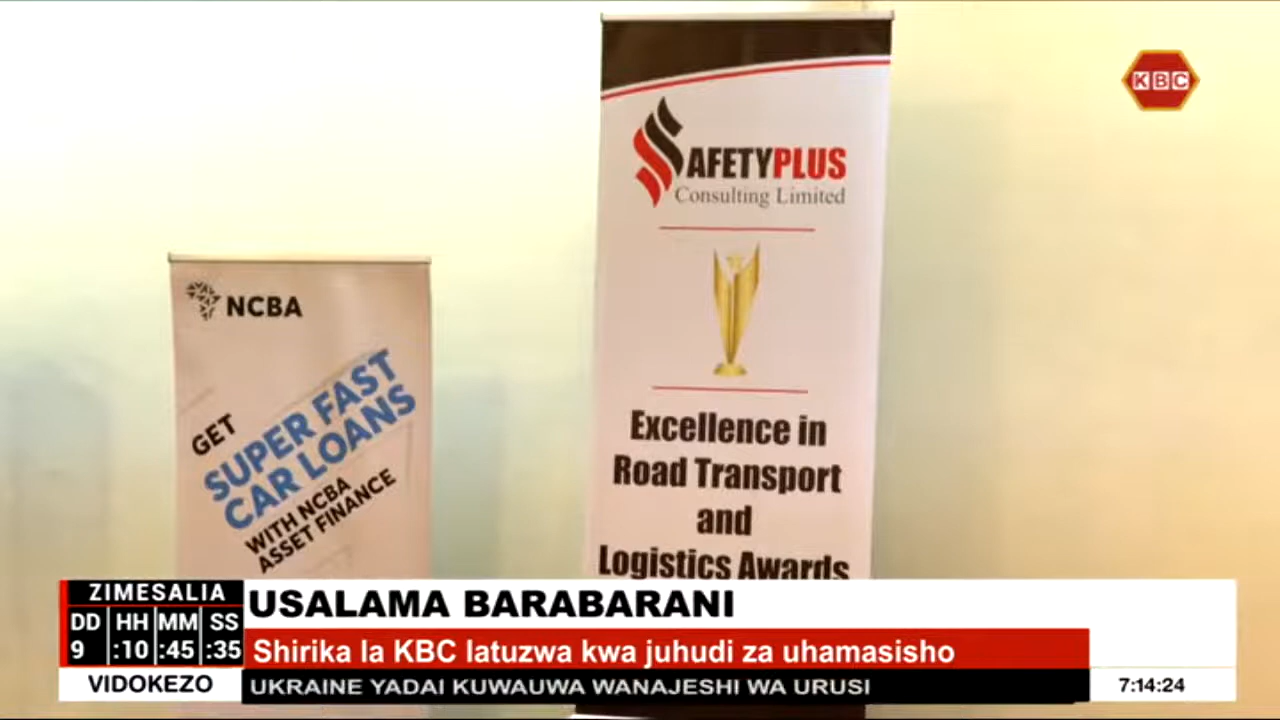 KBC
SAFETYPLUS
Consulting Limited
Excellence in
Road Transport
and
Logistics Awards
NCBA
GET
SUPER FAST
CAR LOANS
WITH NCBA
ASSET FINANCE
ZIMESALIA
DD HH MM SS
9 :10 :45 :35
USALAMA BARABARANI
Shirika la KBC latuzwa kwa juhudi za uhamasisho
VIDOKEZO
UKRAINE YADAI KUWAUWA WANAJESHI WA URUSI
7:14:24